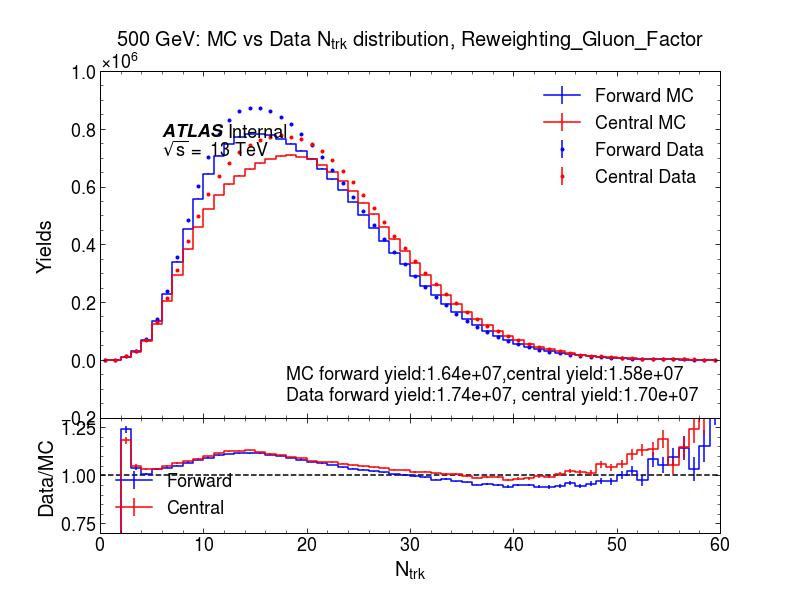 500 GeV: MC vs Data N_trk distribution, Reweighting_Gluon_Factor
×10^6
1.0
0.8
0.6
0.4
0.2
0.0
0.2
Yields
ATLAS Internal
√s = 13 TeV
Forward MC
Central MC
Forward Data
Central Data
MC forward yield:1.64e+07,central yield:1.58e+07
Data forward yield:1.74e+07, central yield:1.70e+07
1.25
1.00
0.75
Data/MC
Forward
Central
0 10 20 30 40 50 60
N_trk